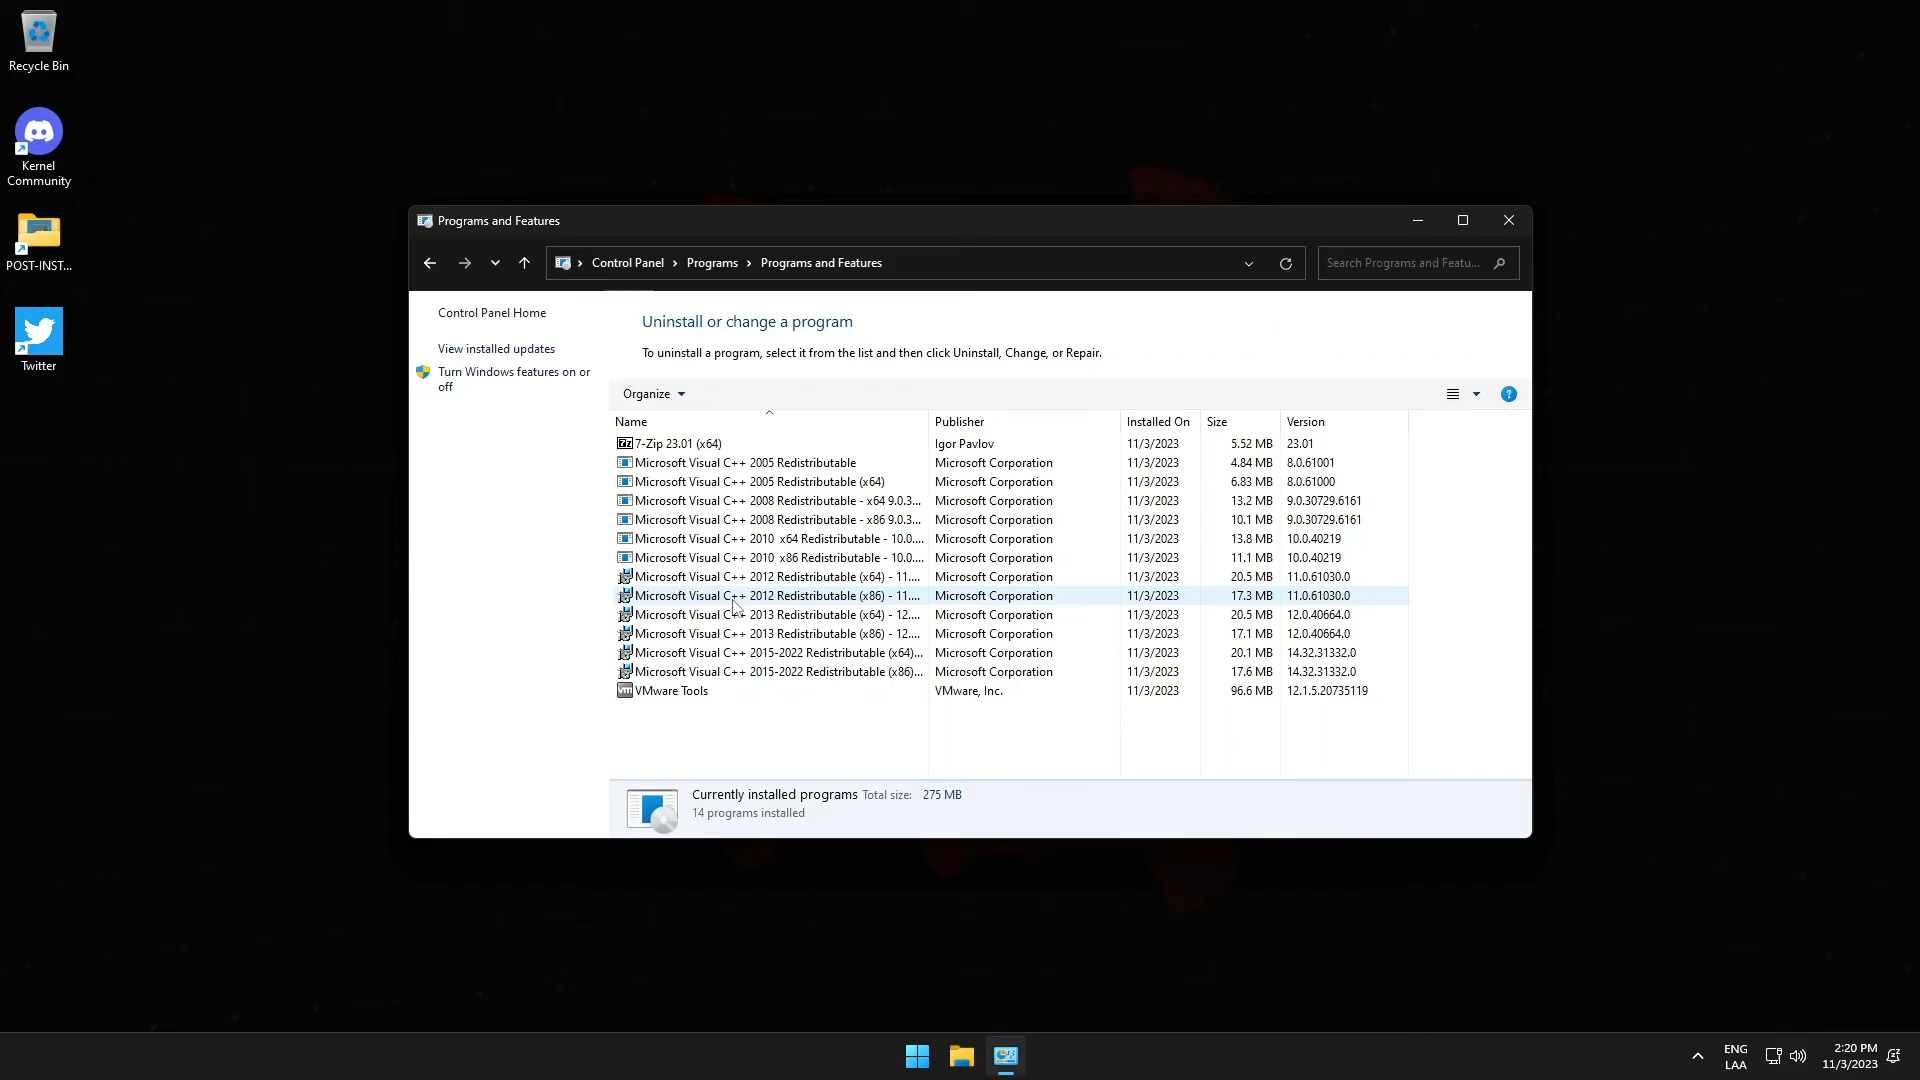 Recycle Bin
Kernel
Community
POST-INST...
Twitter
Programs and Features
Control Panel > Programs > Programs and Features
Search Programs and Featu...
Control Panel Home
View installed updates
Turn Windows features on or
off
Uninstall or change a program
To uninstall a program, select it from the list and then click Uninstall, Change, or Repair.
Organize
Name Publisher Installed On Size Version
7-Zip 23.01 (x64) Igor Pavlov 11/3/2023 5.52 MB 23.01
Microsoft Visual C++ 2005 Redistributable Microsoft Corporation 11/3/2023 4.84 MB 8.0.61001
Microsoft Visual C++ 2005 Redistributable (x64) Microsoft Corporation 11/3/2023 6.83 MB 8.0.61000
Microsoft Visual C++ 2008 Redistributable - x64 9.0.3... Microsoft Corporation 11/3/2023 13.2 MB 9.0.30729.6161
Microsoft Visual C++ 2008 Redistributable - x86 9.0.3... Microsoft Corporation 11/3/2023 10.1 MB 9.0.30729.6161
Microsoft Visual C++ 2010 x64 Redistributable - 10.0.... Microsoft Corporation 11/3/2023 13.8 MB 10.0.40219
Microsoft Visual C++ 2010 x86 Redistributable - 10.0.... Microsoft Corporation 11/3/2023 11.1 MB 10.0.40219
Microsoft Visual C++ 2012 Redistributable (x64) - 11.... Microsoft Corporation 11/3/2023 20.5 MB 11.0.61030.0
Microsoft Visual C++ 2012 Redistributable (x86) - 11.... Microsoft Corporation 11/3/2023 17.3 MB 11.0.61030.0
Microsoft Visual C++ 2013 Redistributable (x64) - 12.... Microsoft Corporation 11/3/2023 20.5 MB 12.0.40664.0
Microsoft Visual C++ 2013 Redistributable (x86) - 12.... Microsoft Corporation 11/3/2023 17.1 MB 12.0.40664.0
Microsoft Visual C++ 2015-2022 Redistributable (x64)... Microsoft Corporation 11/3/2023 20.1 MB 14.32.31332.0
Microsoft Visual C++ 2015-2022 Redistributable (x86)... Microsoft Corporation 11/3/2023 17.6 MB 14.32.31332.0
VMware Tools VMware, Inc. 11/3/2023 96.6 MB 12.1.5.20735119
Currently installed programs Total size: 275 MB
14 programs installed
ENG
LAA
2:20 PM
11/3/2023